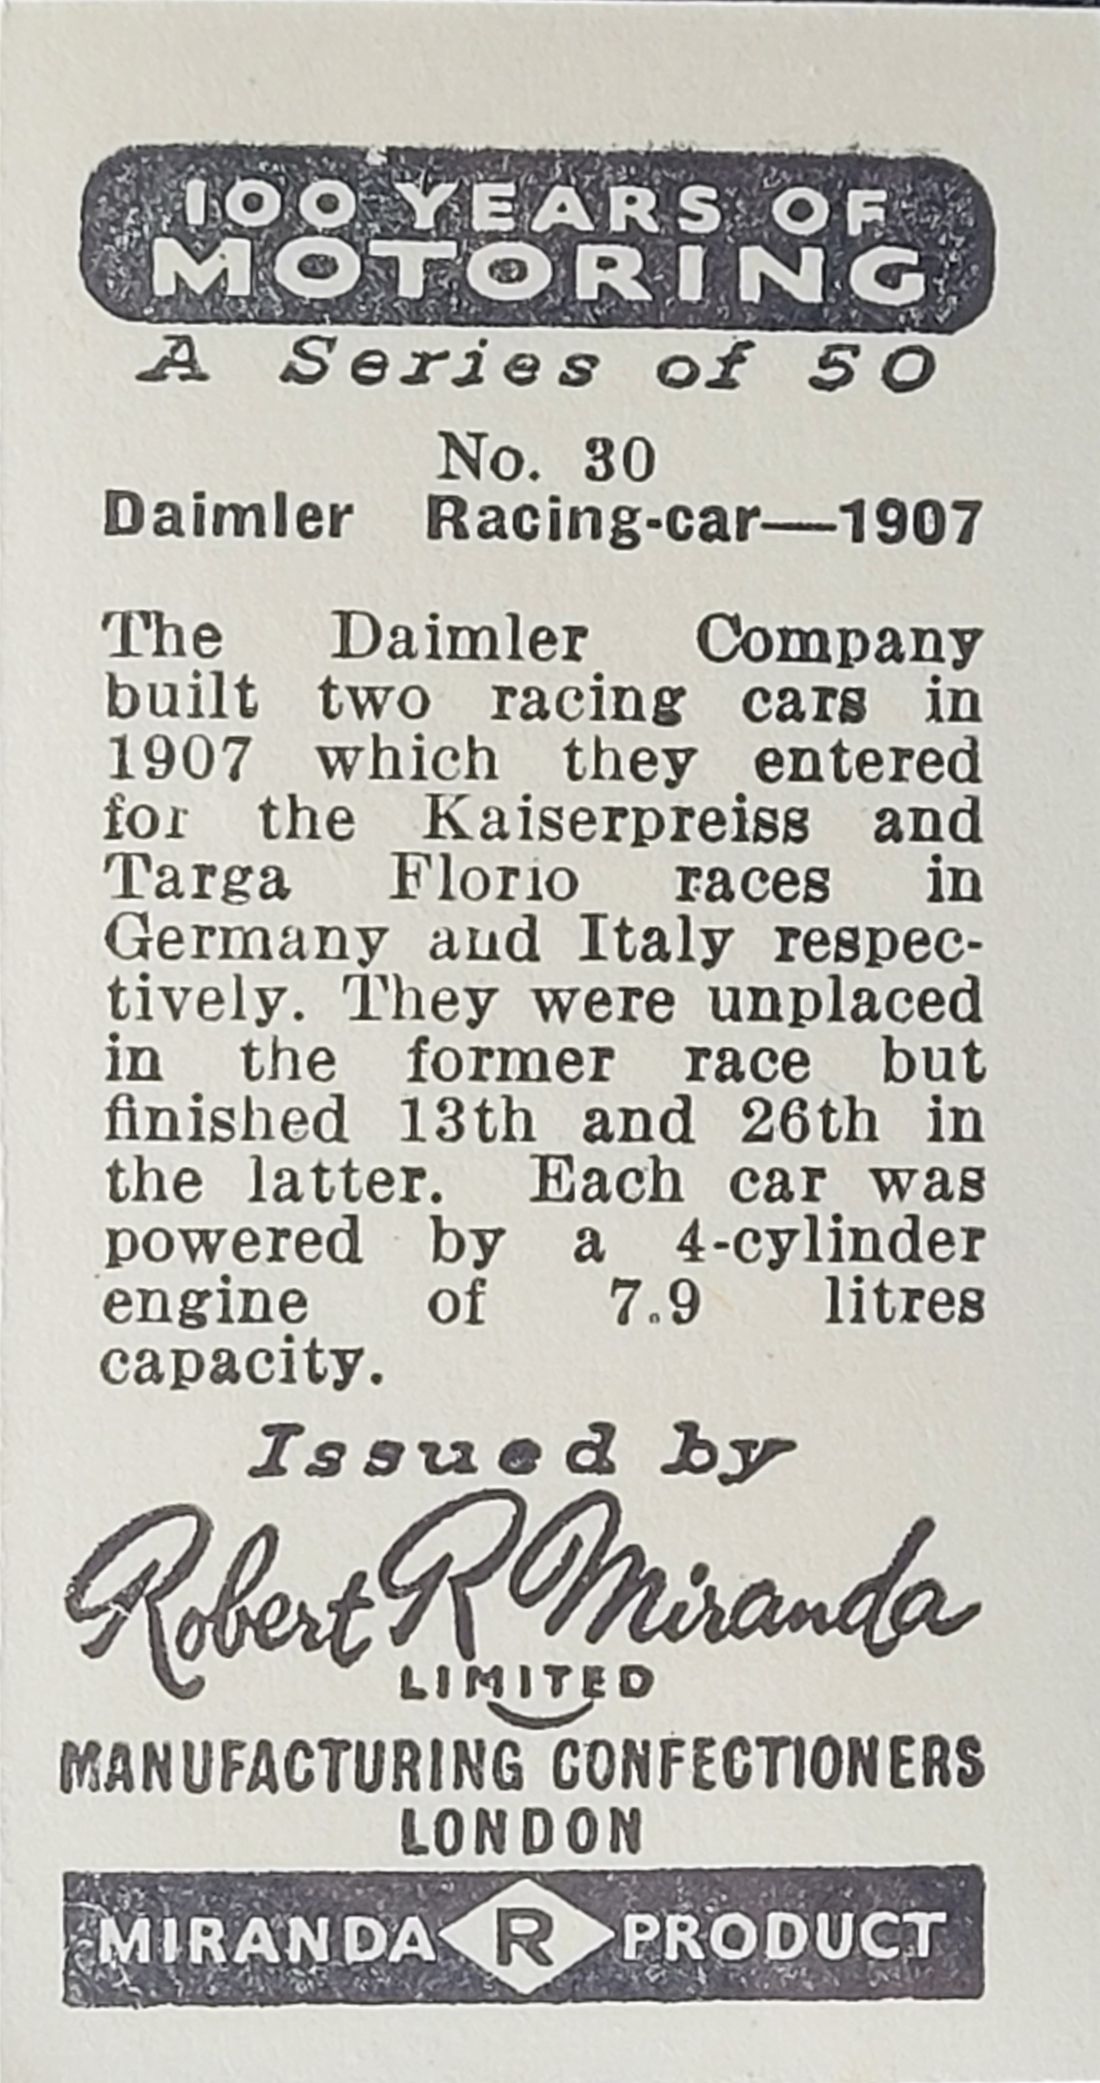 100 YEARS OF
MOTORING
A Series of 50
No. 30
Daimler Racing-car—1907
The Daimler Company
built two racing cars in
1907 which they entered
for the Kaiserpreiss and
Targa Florio races in
Germany and Italy respec-
tively. They were unplaced
in the former race but
finished 13th and 26th in
the latter. Each car was
powered by a 4-cylinder
engine of 7.9 litres
capacity.
Issued by
Robert R Miranda
LIMITED
MANUFACTURING CONFECTIONERS
LONDON
MIRANDA R PRODUCT